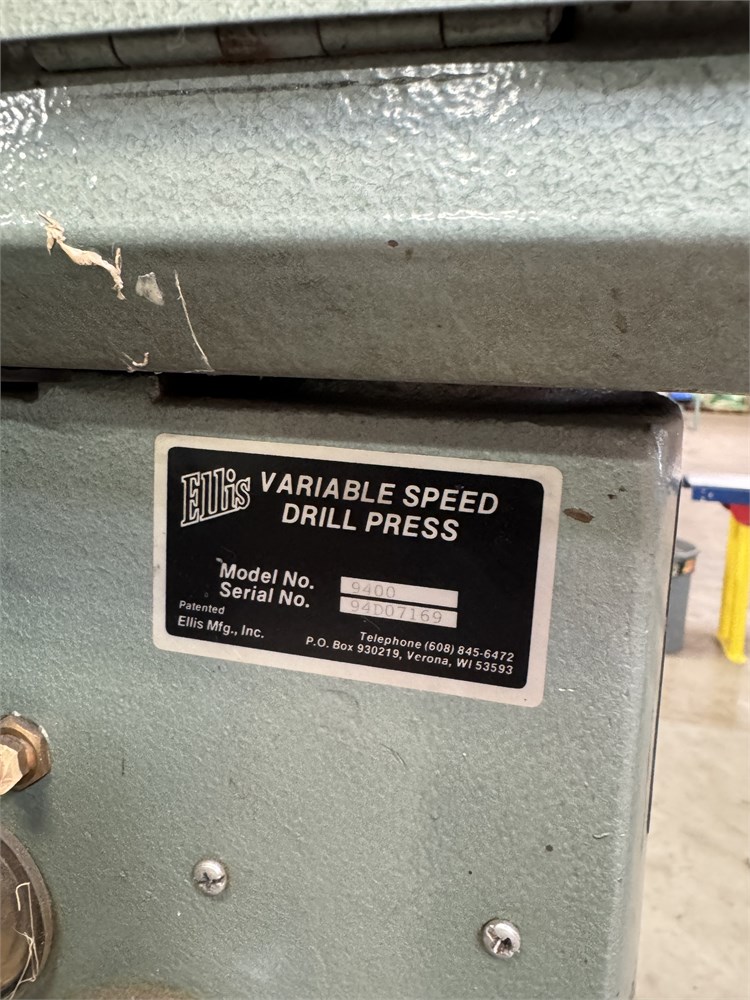 Ellis VARIABLE SPEED
DRILL PRESS
Model No. 9400
Serial No. 94D07169
Patented
Ellis Mfg., Inc.
Telephone (608) 845-6472
P.O. Box 930219, Verona, WI 53593